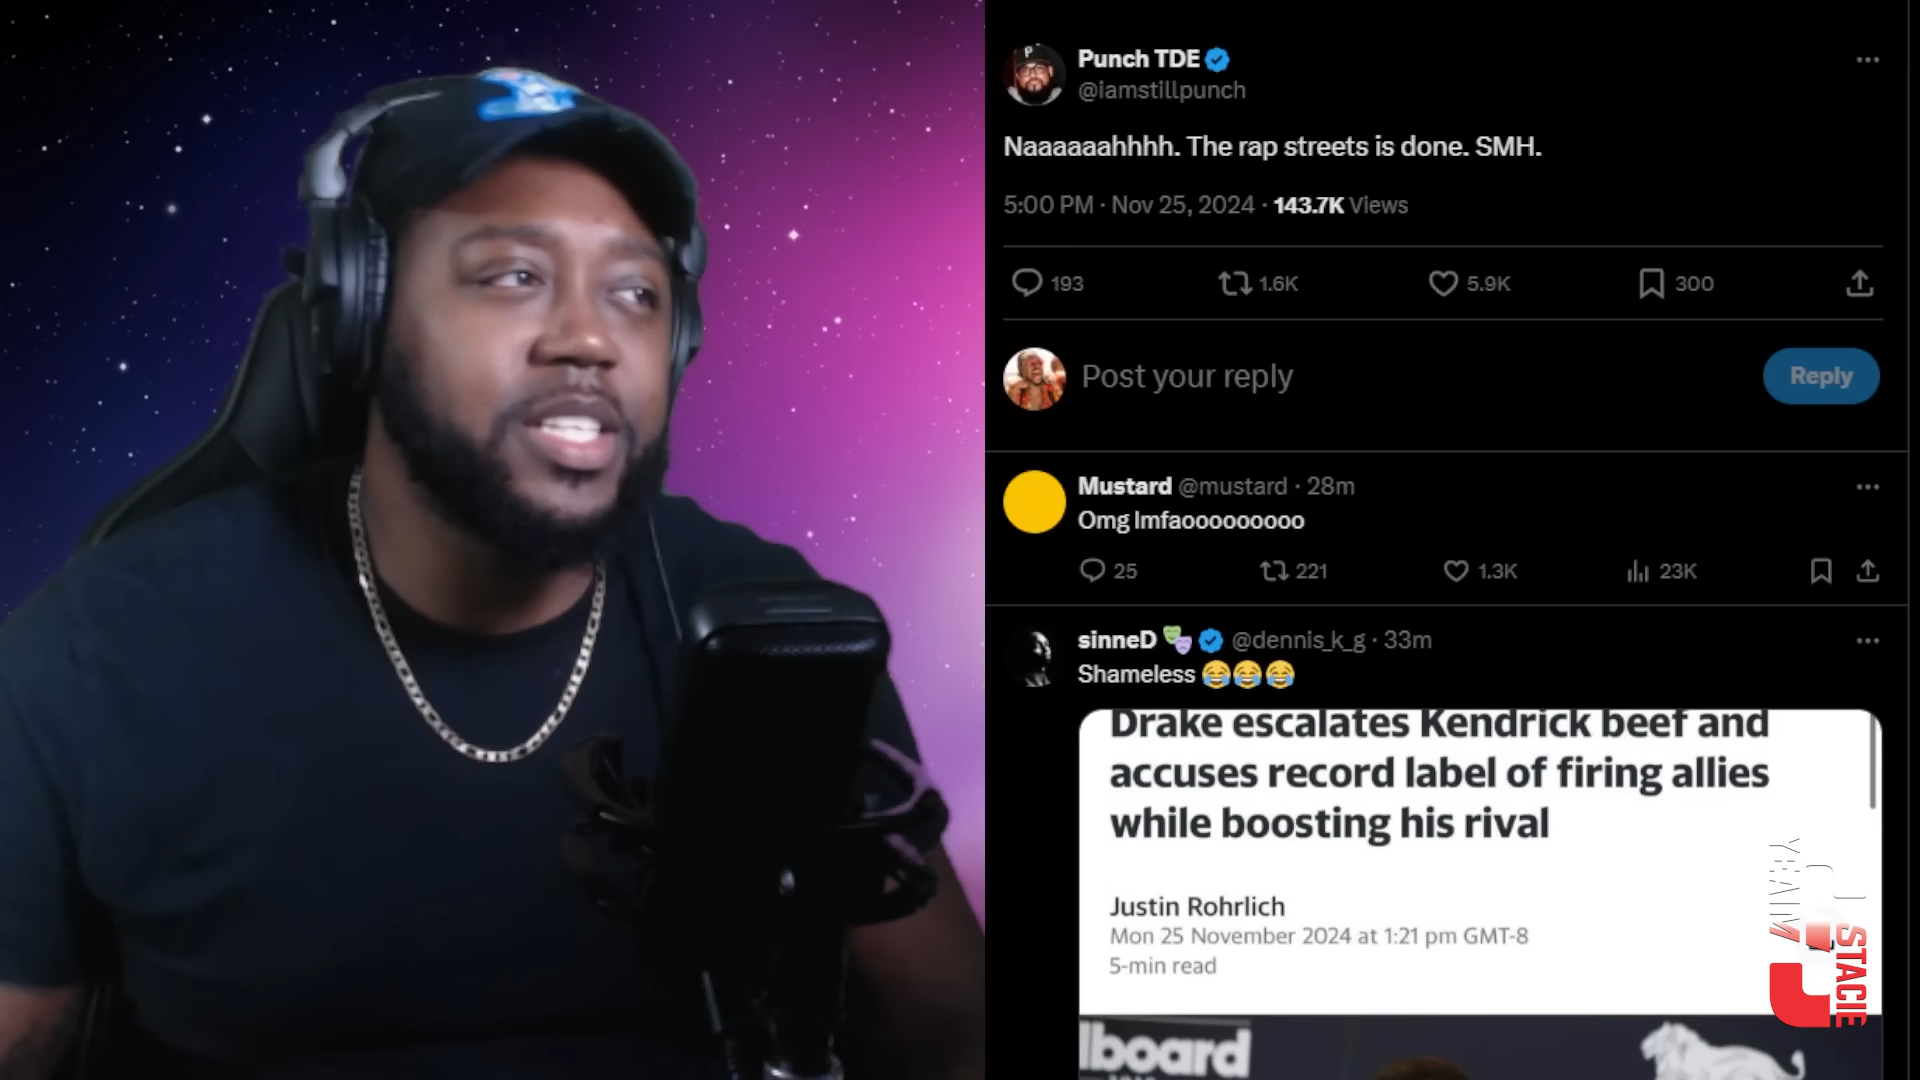 Punch TDE
@iamstillpunch
Naaaaaahhhh. The rap streets is done. SMH.
5:00 PM · Nov 25, 2024 · 143.7K Views
193 1.6K 5.9K 300
Post your reply
Reply
Mustard @mustard · 28m
Omg lmfaooooooooo
25 221 1.3K 23K
sinneD @dennis_k_g · 33m
Shameless 😂😂😂
Drake escalates Kendrick beef and
accuses record label of firing allies
while boosting his rival
Justin Rohrlich
Mon 25 November 2024 at 1:21 pm GMT-8
5-min read
lboard
YEAIM
STACIE